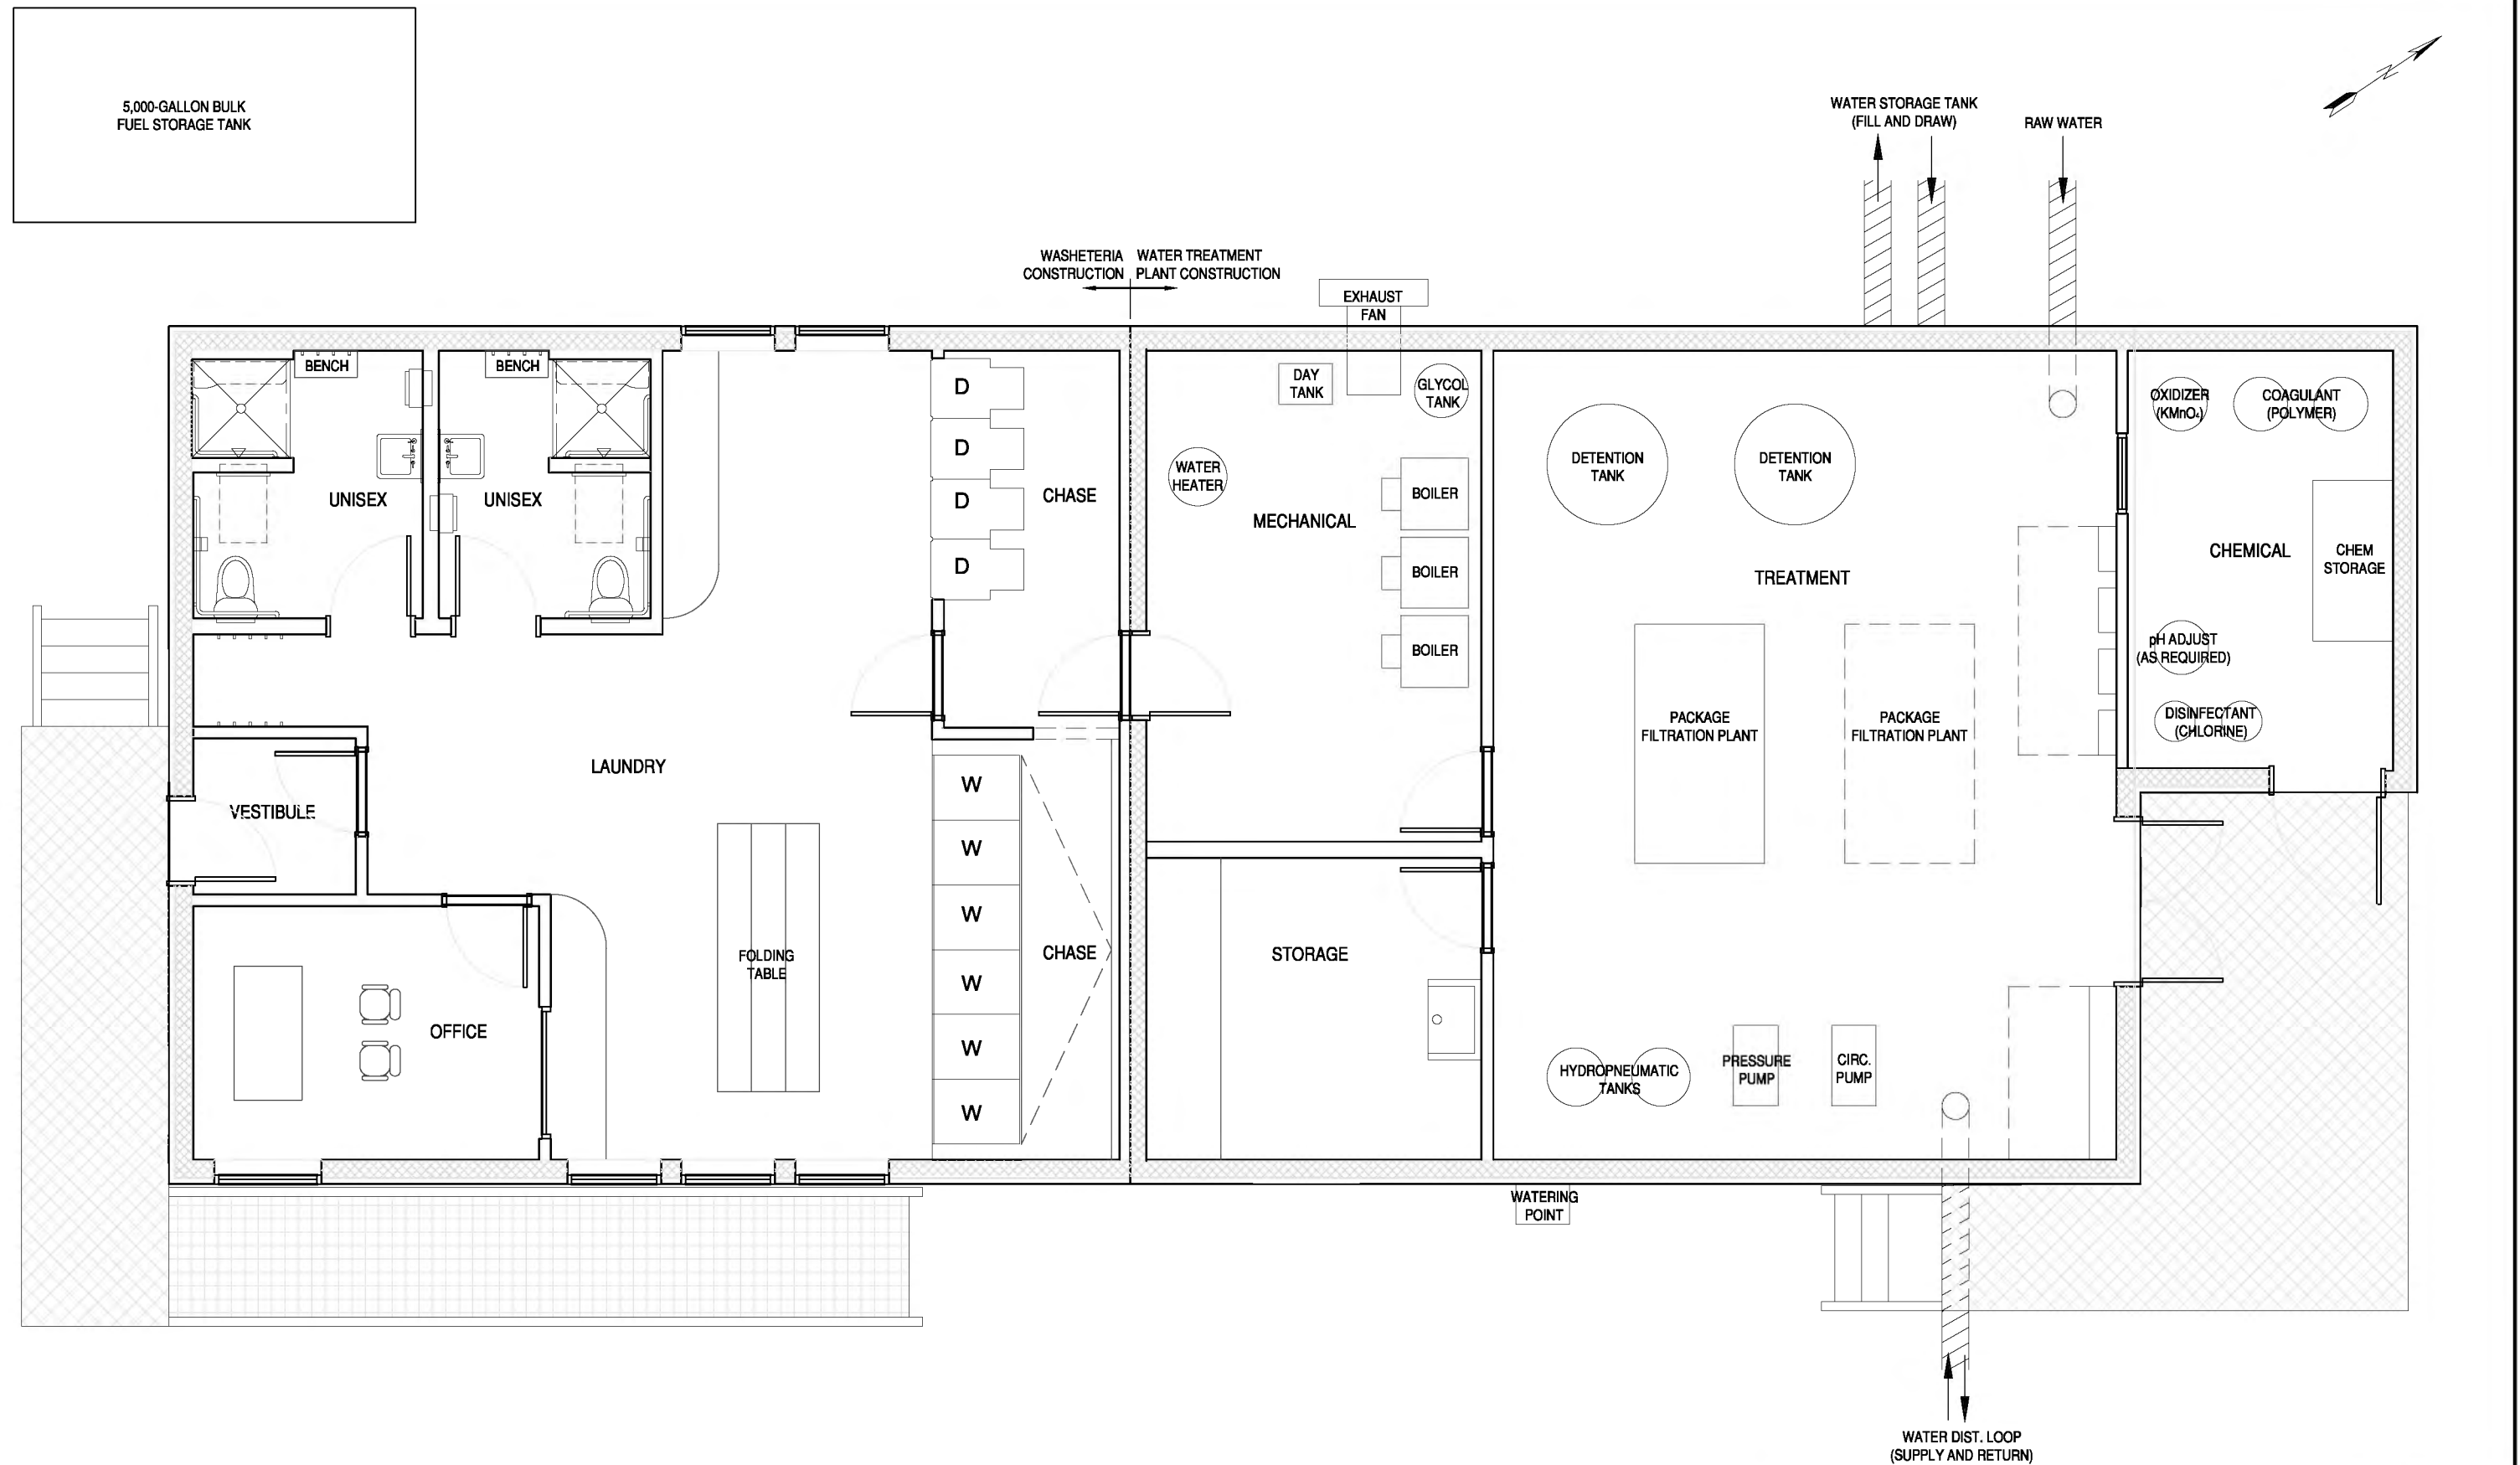 5,000-GALLON BULK
FUEL STORAGE TANK
N
WATER STORAGE TANK
(FILL AND DRAW)
RAW WATER
WASHETERIA
CONSTRUCTION
WATER TREATMENT
PLANT CONSTRUCTION
EXHAUST
FAN
BENCH
BENCH
UNISEX
UNISEX
D
D
D
D
CHASE
DAY
TANK
GLYCOL
TANK
WATER
HEATER
MECHANICAL
BOILER
BOILER
BOILER
DETENTION
TANK
DETENTION
TANK
TREATMENT
OXIDIZER
(KMnO₄)
COAGULANT
(POLYMER)
CHEMICAL
CHEM
STORAGE
pH ADJUST
(AS REQUIRED)
DISINFECTANT
(CHLORINE)
PACKAGE
FILTRATION PLANT
PACKAGE
FILTRATION PLANT
LAUNDRY
VESTIBULE
W
W
W
W
W
W
CHASE
FOLDING
TABLE
OFFICE
STORAGE
HYDROPNEUMATIC
TANKS
PRESSURE
PUMP
CIRC.
PUMP
WATERING
POINT
WATER DIST. LOOP
(SUPPLY AND RETURN)